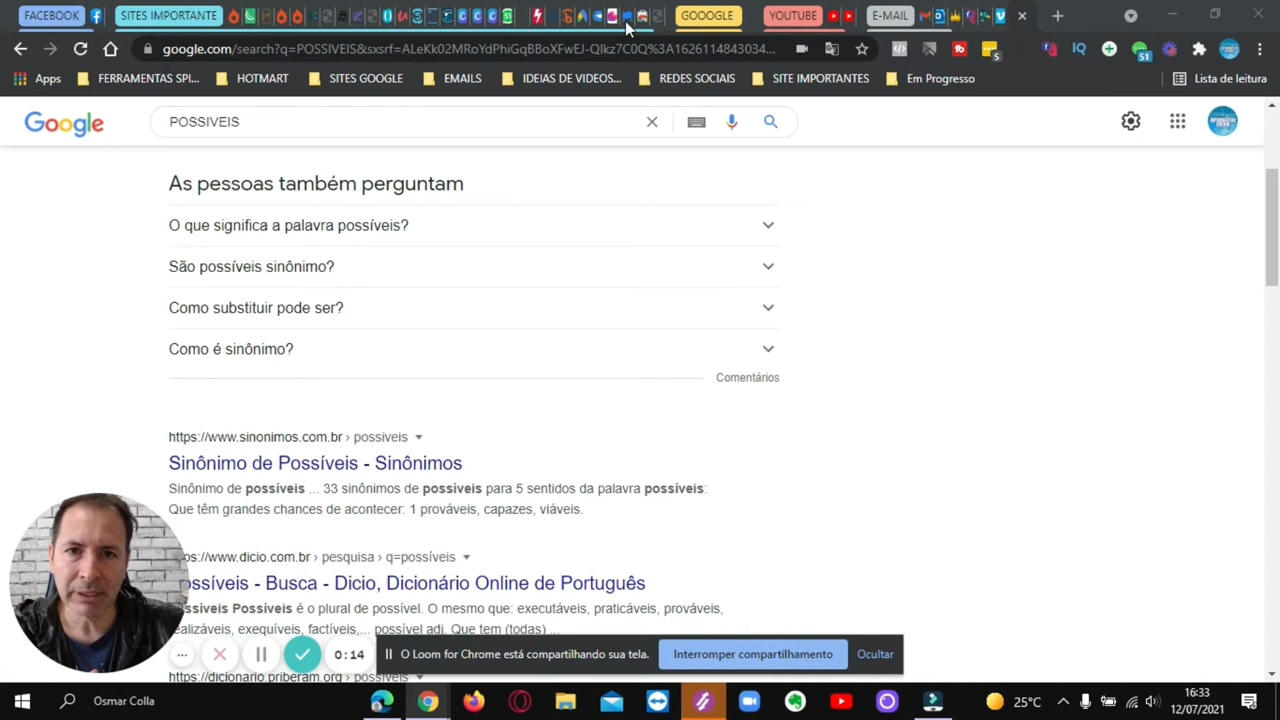 FACEBOOK SITES IMPORTANTE GOOOGLE YOUTUBE E-MAIL
google.com/search?q=POSSIVEIS&sxsrf=ALeKk02MRoYdPhiGqBBoXFwEJ-QIkz7C0Q%3A1626114843034... 5 IQ 51
Apps FERRAMENTAS SPI... HOTMART SITES GOOGLE EMAILS IDEIAS DE VIDEOS... REDES SOCIAIS SITE IMPORTANTES Em Progresso Lista de leitura
Google POSSIVEIS
As pessoas também perguntam
O que significa a palavra possíveis?
São possíveis sinônimo?
Como substituir pode ser?
Como é sinônimo?
Comentários
https://www.sinonimos.com.br › possiveis
Sinônimo de Possíveis - Sinônimos
Sinônimo de possíveis ... 33 sinônimos de possíveis para 5 sentidos da palavra possíveis:
Que têm grandes chances de acontecer: 1 prováveis, capazes, viáveis.
ps://www.dicio.com.br › pesquisa › q=possíveis
ossíveis - Busca - Dicio, Dicionário Online de Português
ssíveis Possíveis é o plural de possível. O mesmo que: executáveis, praticáveis, prováveis,
ealizáveis, exequíveis, factíveis,... possível adj. Que tem (todas) ...
0:14 O Loom for Chrome está compartilhando sua tela. Interromper compartilhamento Ocultar
https://dicionario.priberam.org › possíveis
Osmar Colla 25°C 16:33
12/07/2021